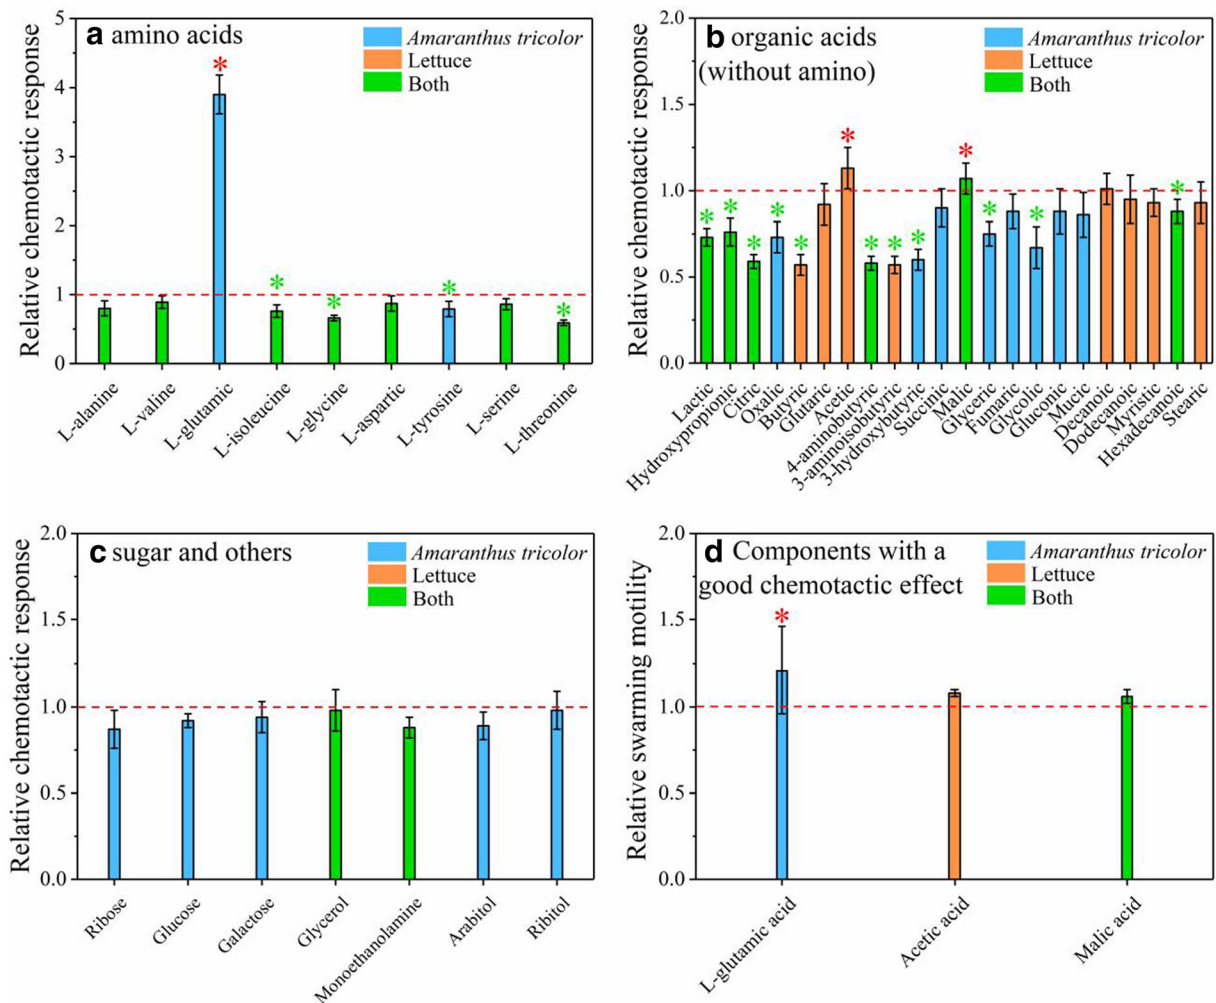 a amino acids
Amaranthus tricolor
Lettuce
Both
*
*
*
*
*
Relative chemotactic response
5
4
3
2
1
0
L-alanine
L-valine
L-glutamic
L-isoleucine
L-glycine
L-aspartic
L-tyrosine
L-serine
L-threonine
b organic acids
(without amino)
Amaranthus tricolor
Lettuce
Both
*
*
*
*
*
*
*
*
*
*
*
*
*
Relative chemotactic response
2.0
1.5
1.0
0.5
0.0
Lactic
Hydroxypropionic
Citric
Oxalic
Butyric
Glutaric
Acetic
4-aminobutyric
3-aminoisobutyric
3-hydroxybutyric
Succinic
Malic
Glyceric
Fumaric
Glycolic
Gluconic
Mucic
Decanoic
Dodecanoic
Myristic
Hexadecanoic
Stearic
c sugar and others
Amaranthus tricolor
Lettuce
Both
Relative chemotactic response
2.0
1.5
1.0
0.5
0.0
Ribose
Glucose
Galactose
Glycerol
Monoethanolamine
Arabitol
Ribitol
d Components with a
good chemotactic effect
Amaranthus tricolor
Lettuce
Both
*
Relative swarming motility
2.0
1.5
1.0
0.5
0.0
L-glutamic acid
Acetic acid
Malic acid